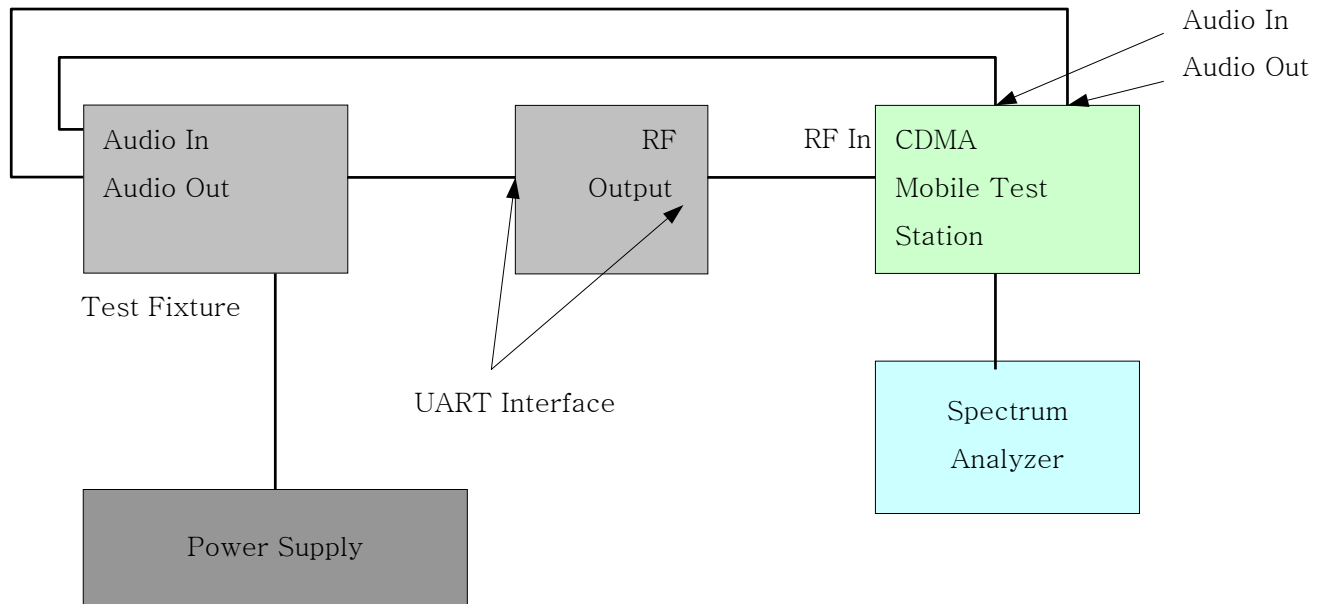 Audio In
Audio Out
Audio In
Audio Out
RF
Output
RF In
CDMA
Mobile Test
Station
Test Fixture
UART Interface
Spectrum
Analyzer
Power Supply